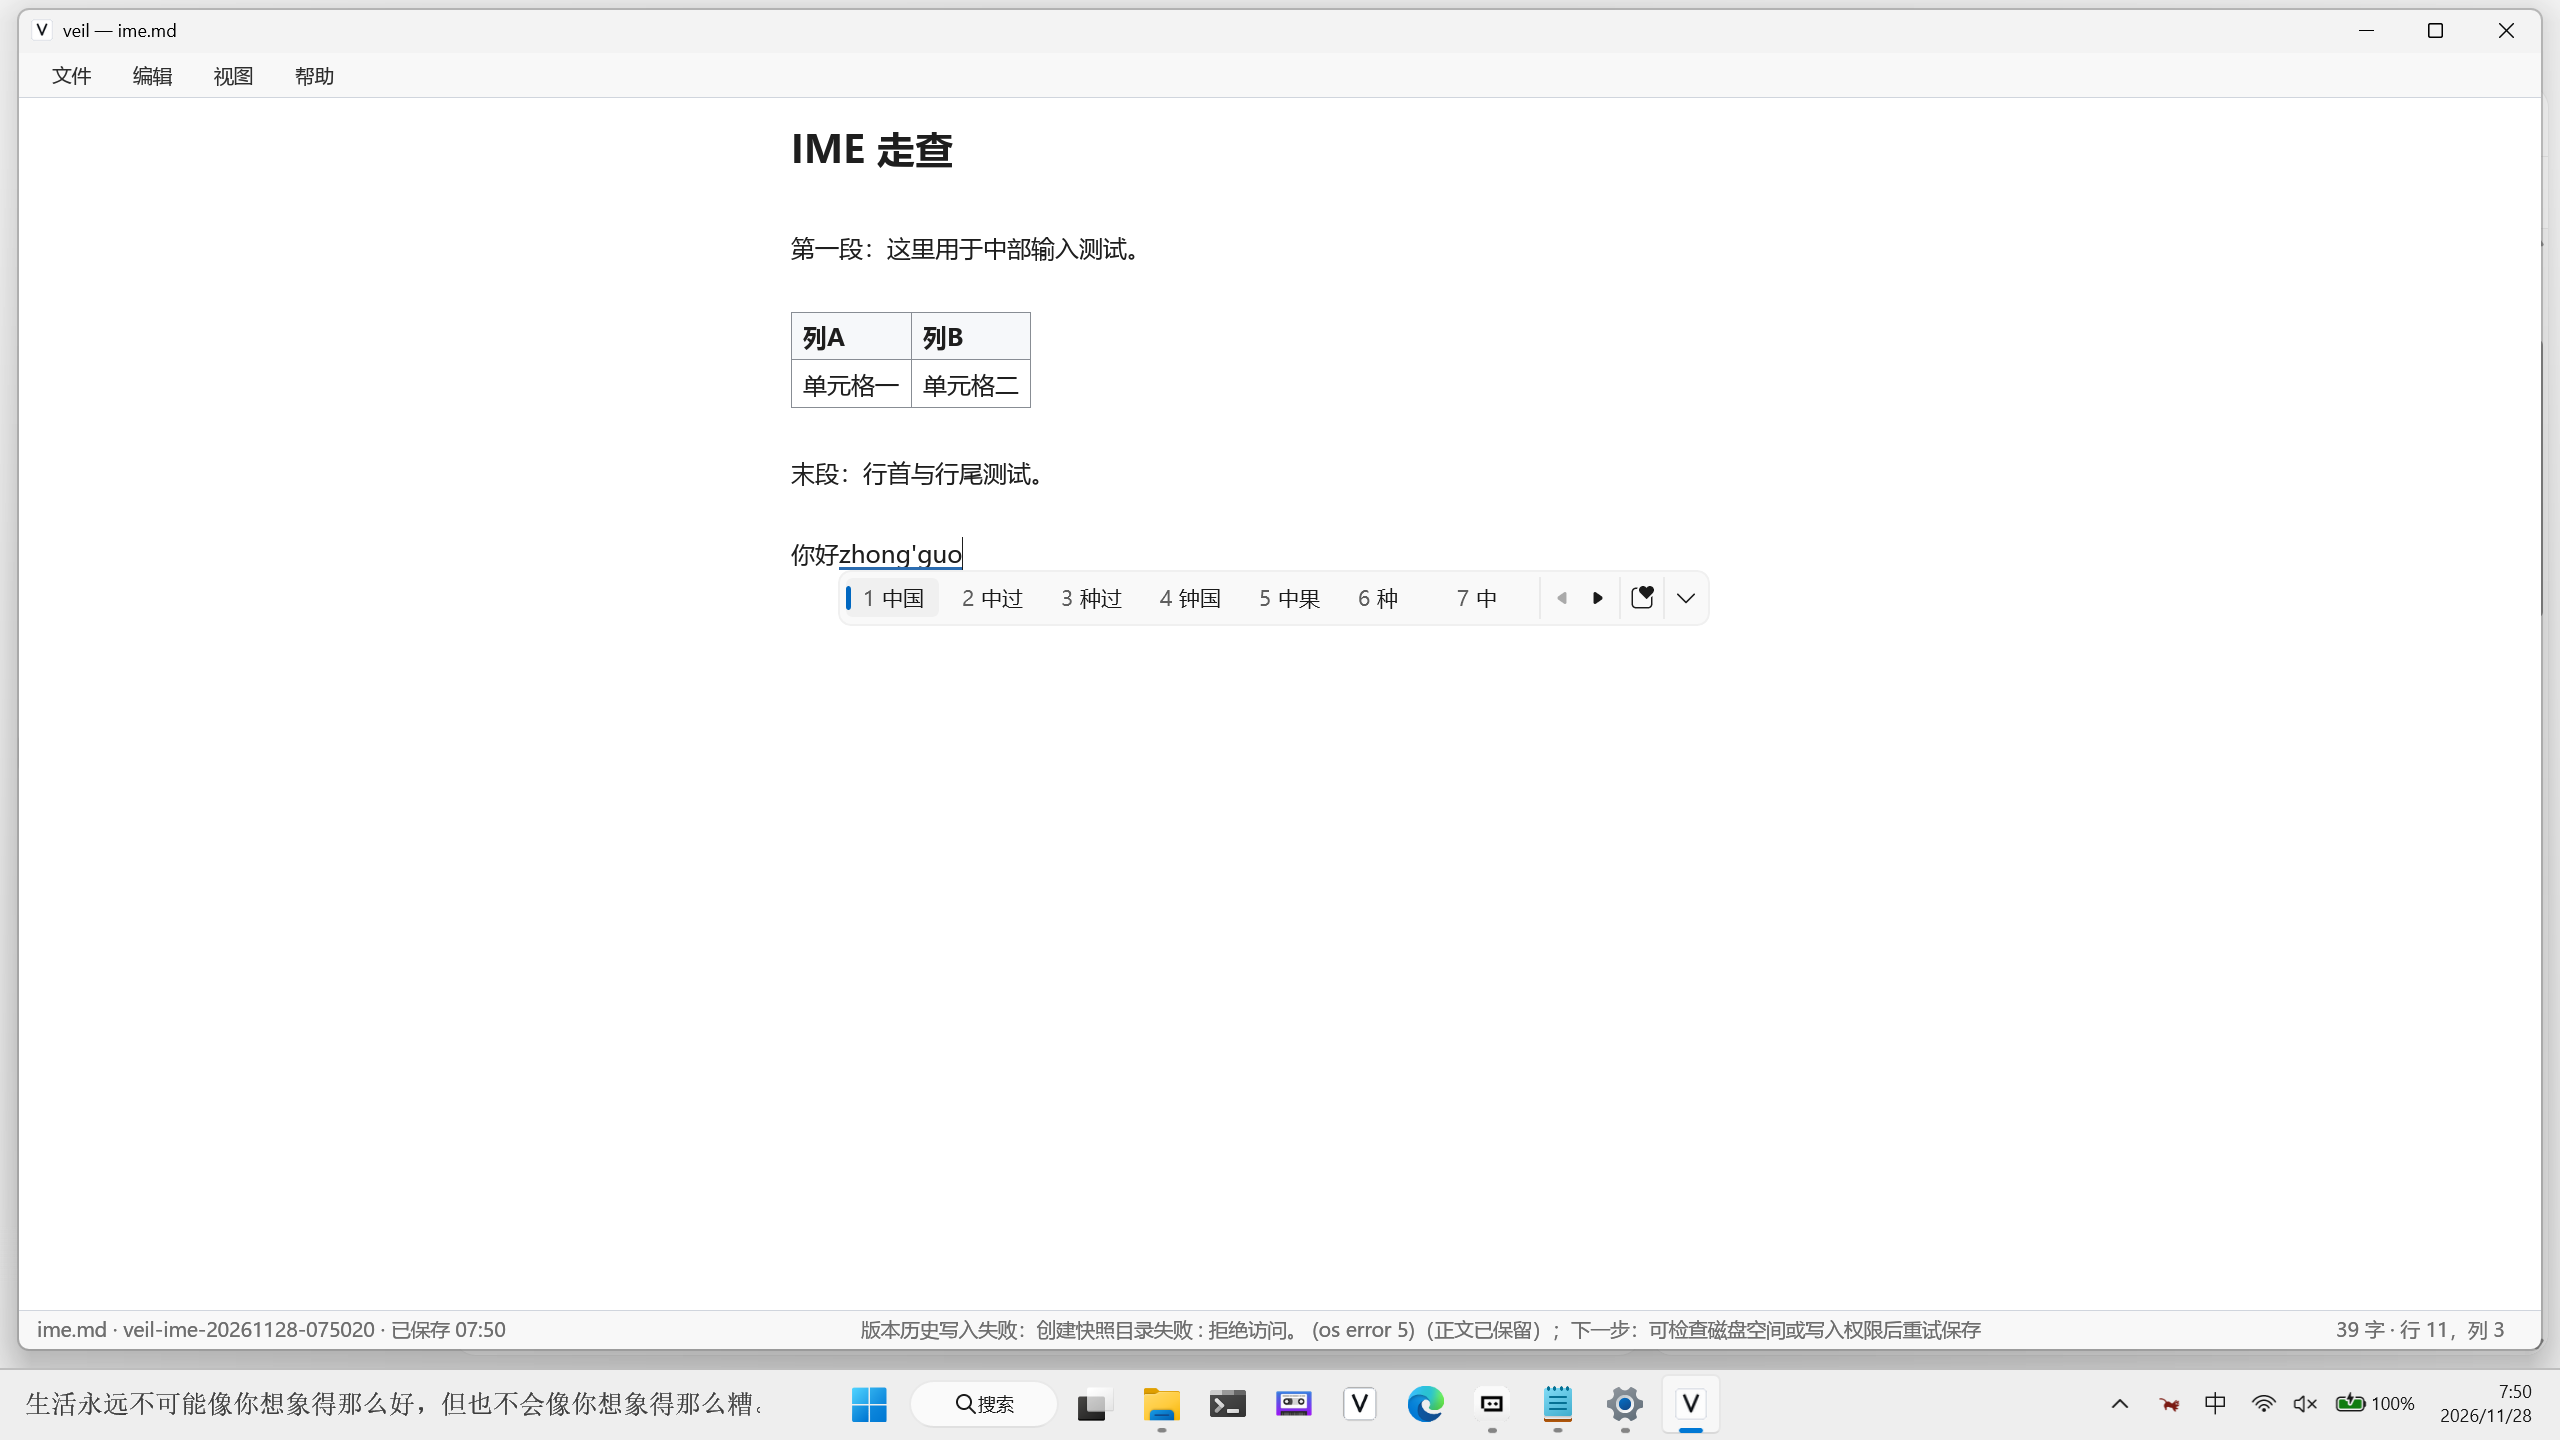 V veil — ime.md
文件 编辑 视图 帮助
IME 走查
第一段：这里用于中部输入测试。
列A 列B
单元格一 单元格二
末段：行首与行尾测试。
你好zhong'guo
1 中国 2 中过 3 种过 4 钟国 5 中果 6 种 7 中
ime.md · veil-ime-20261128-075020 · 已保存 07:50 版本历史写入失败：创建快照目录失败 : 拒绝访问。 (os error 5)（正文已保留）；下一步：可检查磁盘空间或写入权限后重试保存 39 字 · 行 11，列 3
生活永远不可能像你想象得那么好，但也不会像你想象得那么糟。 搜索 V V 中 100% 7:50
2026/11/28